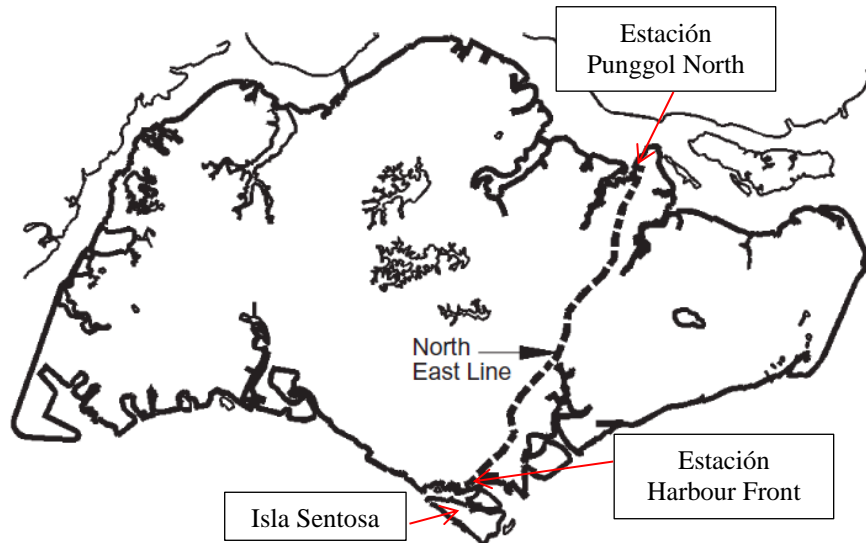 Estación
Punggol North
North
East Line
Estación
Harbour Front
Isla Sentosa